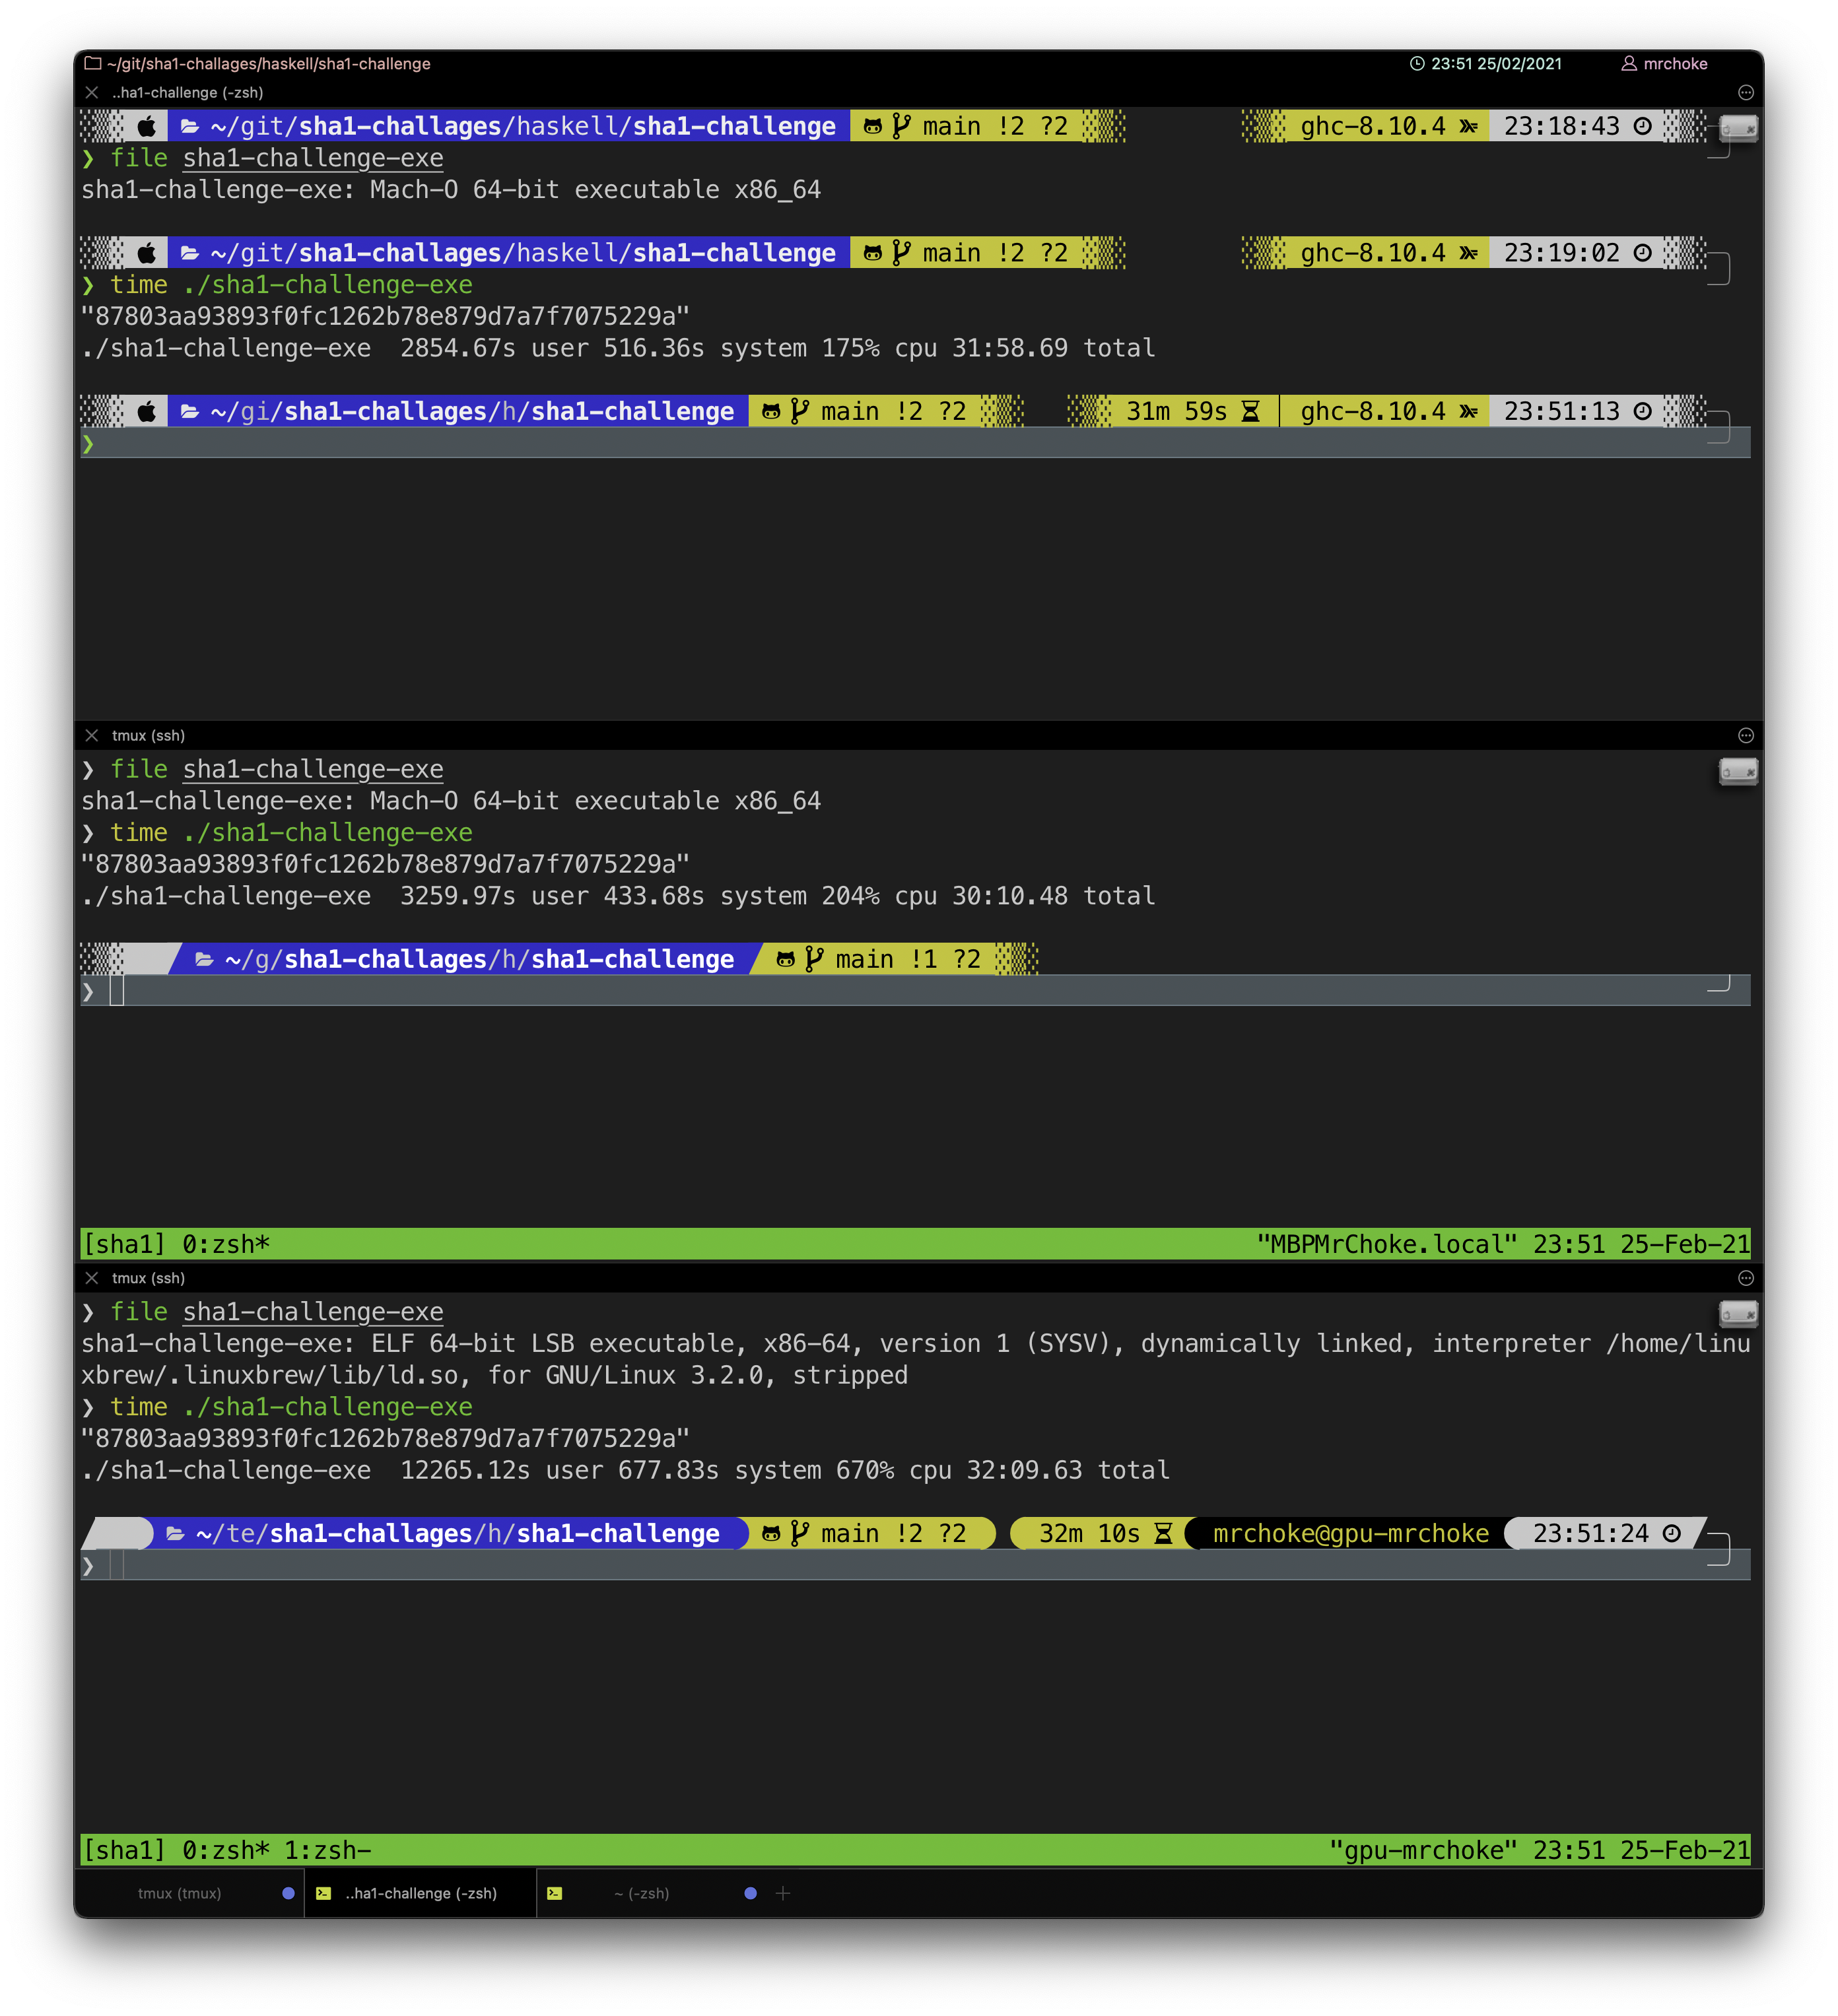 ~/git/sha1-challages/haskell/sha1-challenge 23:51 25/02/2021 mrchoke
..ha1-challenge (-zsh)
~/git/sha1-challages/haskell/sha1-challenge main !2 ?2 ghc-8.10.4 23:18:43
❯ file sha1-challenge-exe
sha1-challenge-exe: Mach-O 64-bit executable x86_64
~/git/sha1-challages/haskell/sha1-challenge main !2 ?2 ghc-8.10.4 23:19:02
❯ time ./sha1-challenge-exe
"87803aa93893f0fc1262b78e879d7a7f7075229a"
./sha1-challenge-exe  2854.67s user 516.36s system 175% cpu 31:58.69 total
~/gi/sha1-challages/h/sha1-challenge main !2 ?2 31m 59s ghc-8.10.4 23:51:13
❯
tmux (ssh)
❯ file sha1-challenge-exe
sha1-challenge-exe: Mach-O 64-bit executable x86_64
❯ time ./sha1-challenge-exe
"87803aa93893f0fc1262b78e879d7a7f7075229a"
./sha1-challenge-exe  3259.97s user 433.68s system 204% cpu 30:10.48 total
~/g/sha1-challages/h/sha1-challenge main !1 ?2
❯
[sha1] 0:zsh* "MBPMrChoke.local" 23:51 25-Feb-21
tmux (ssh)
❯ file sha1-challenge-exe
sha1-challenge-exe: ELF 64-bit LSB executable, x86-64, version 1 (SYSV), dynamically linked, interpreter /home/linu
xbrew/.linuxbrew/lib/ld.so, for GNU/Linux 3.2.0, stripped
❯ time ./sha1-challenge-exe
"87803aa93893f0fc1262b78e879d7a7f7075229a"
./sha1-challenge-exe  12265.12s user 677.83s system 670% cpu 32:09.63 total
~/te/sha1-challages/h/sha1-challenge main !2 ?2 32m 10s mrchoke@gpu-mrchoke 23:51:24
❯
[sha1] 0:zsh* 1:zsh- "gpu-mrchoke" 23:51 25-Feb-21
tmux (tmux) ..ha1-challenge (-zsh) ~ (-zsh)